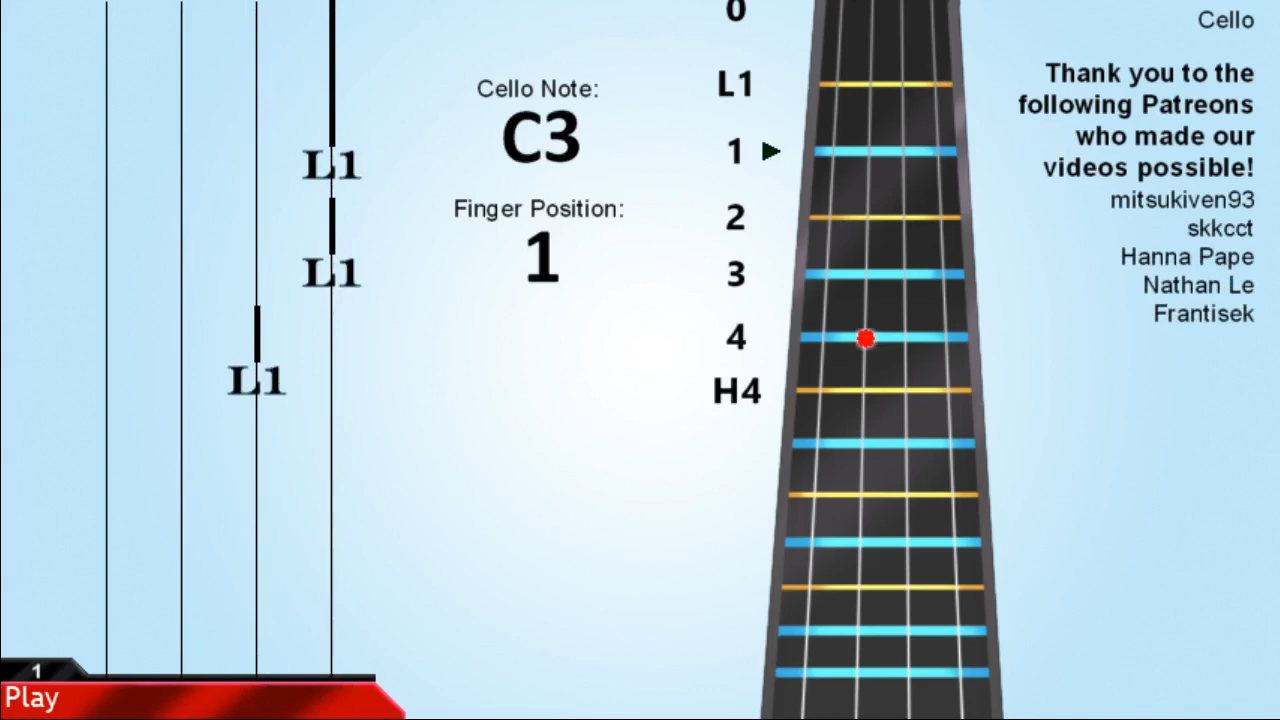 L1
L1
L1
1
Play
Cello Note:
C3
Finger Position:
1
0
L1
1
2
3
4
H4
Cello
Thank you to the
following Patreons
who made our
videos possible!
mitsukiven93
skkcct
Hanna Pape
Nathan Le
Frantisek